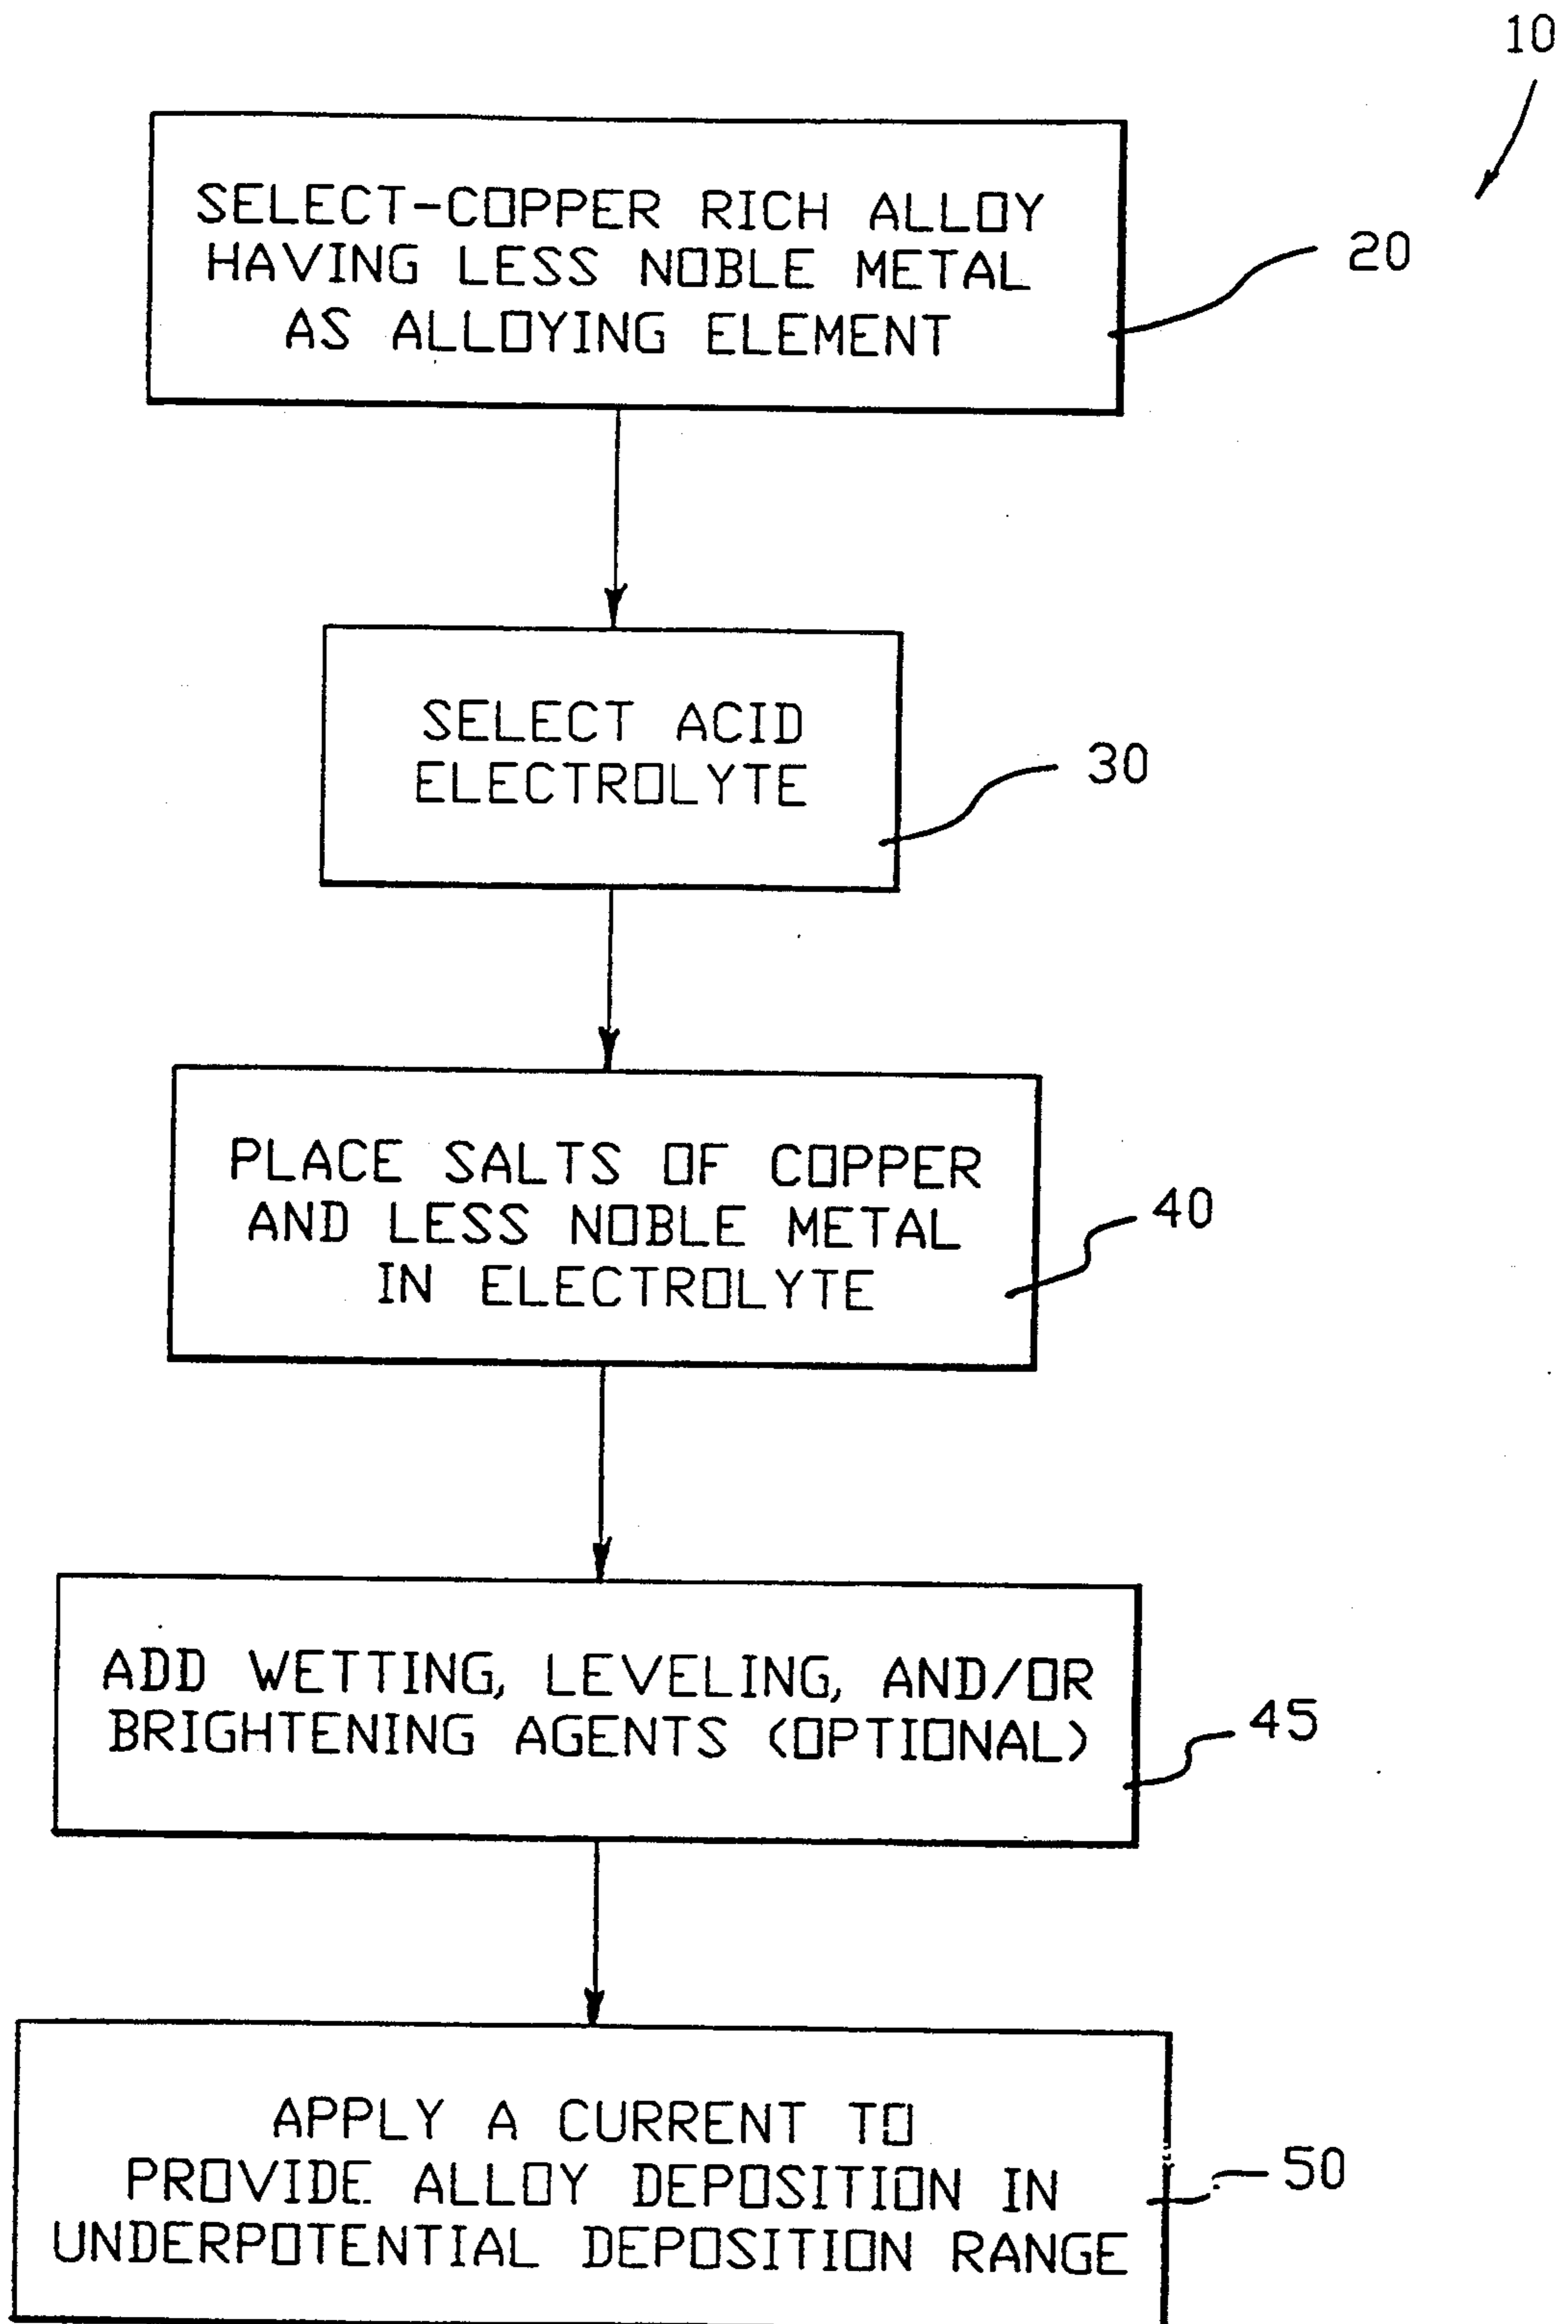 10
SELECT-COPPER RICH ALLOY
HAVING LESS NOBLE METAL
AS ALLOYING ELEMENT
20
SELECT ACID
ELECTROLYTE
30
PLACE SALTS OF COPPER
AND LESS NOBLE METAL
IN ELECTROLYTE
40
ADD WETTING, LEVELING, AND/OR
BRIGHTENING AGENTS (OPTIONAL)
45
APPLY A CURRENT TO
PROVIDE ALLOY DEPOSITION IN
UNDERPOTENTIAL DEPOSITION RANGE
50